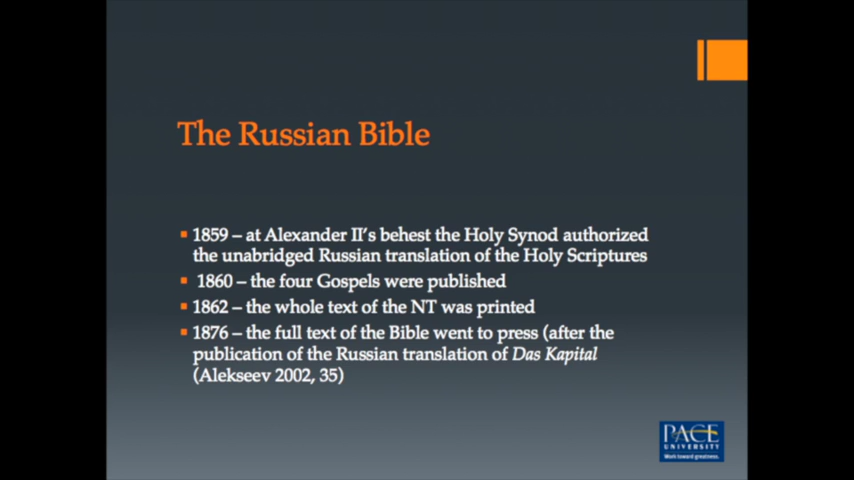 The Russian Bible
▪ 1859 – at Alexander II's behest the Holy Synod authorized
the unabridged Russian translation of the Holy Scriptures
▪ 1860 – the four Gospels were published
▪ 1862 – the whole text of the NT was printed
▪ 1876 – the full text of the Bible went to press (after the
publication of the Russian translation of Das Kapital
(Alekseev 2002, 35)
PACE
UNIVERSITY
Work toward greatness.